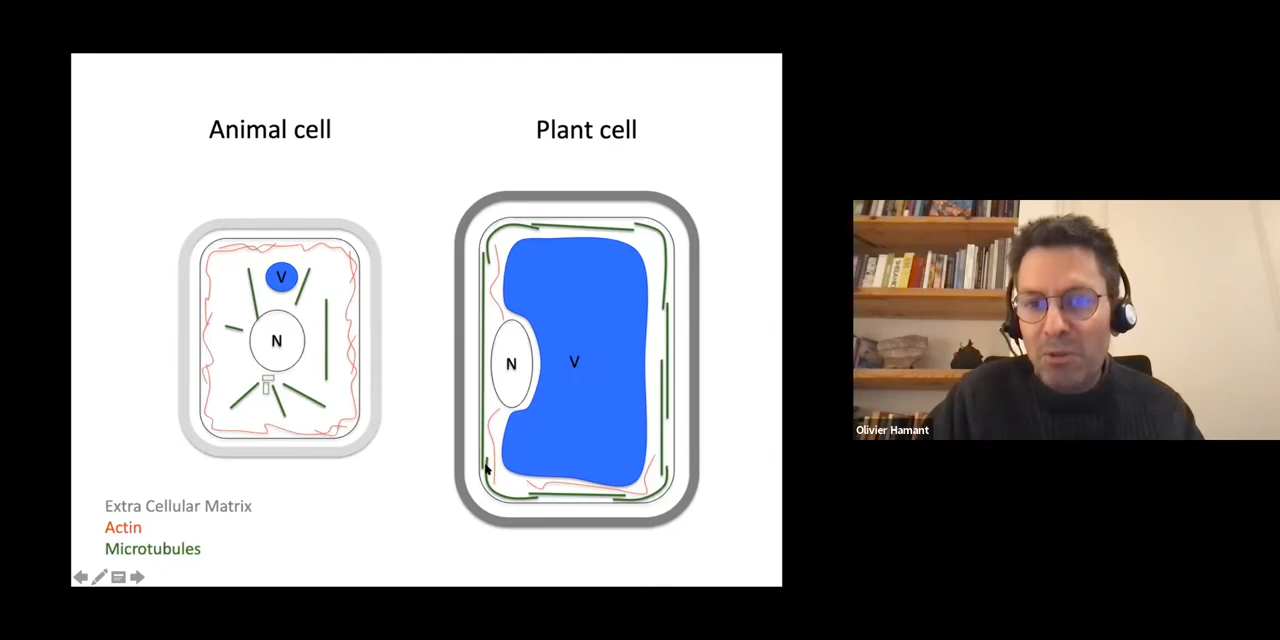 Animal cell
Plant cell
V
N
N
V
Extra Cellular Matrix
Actin
Microtubules
Olivier Hamant